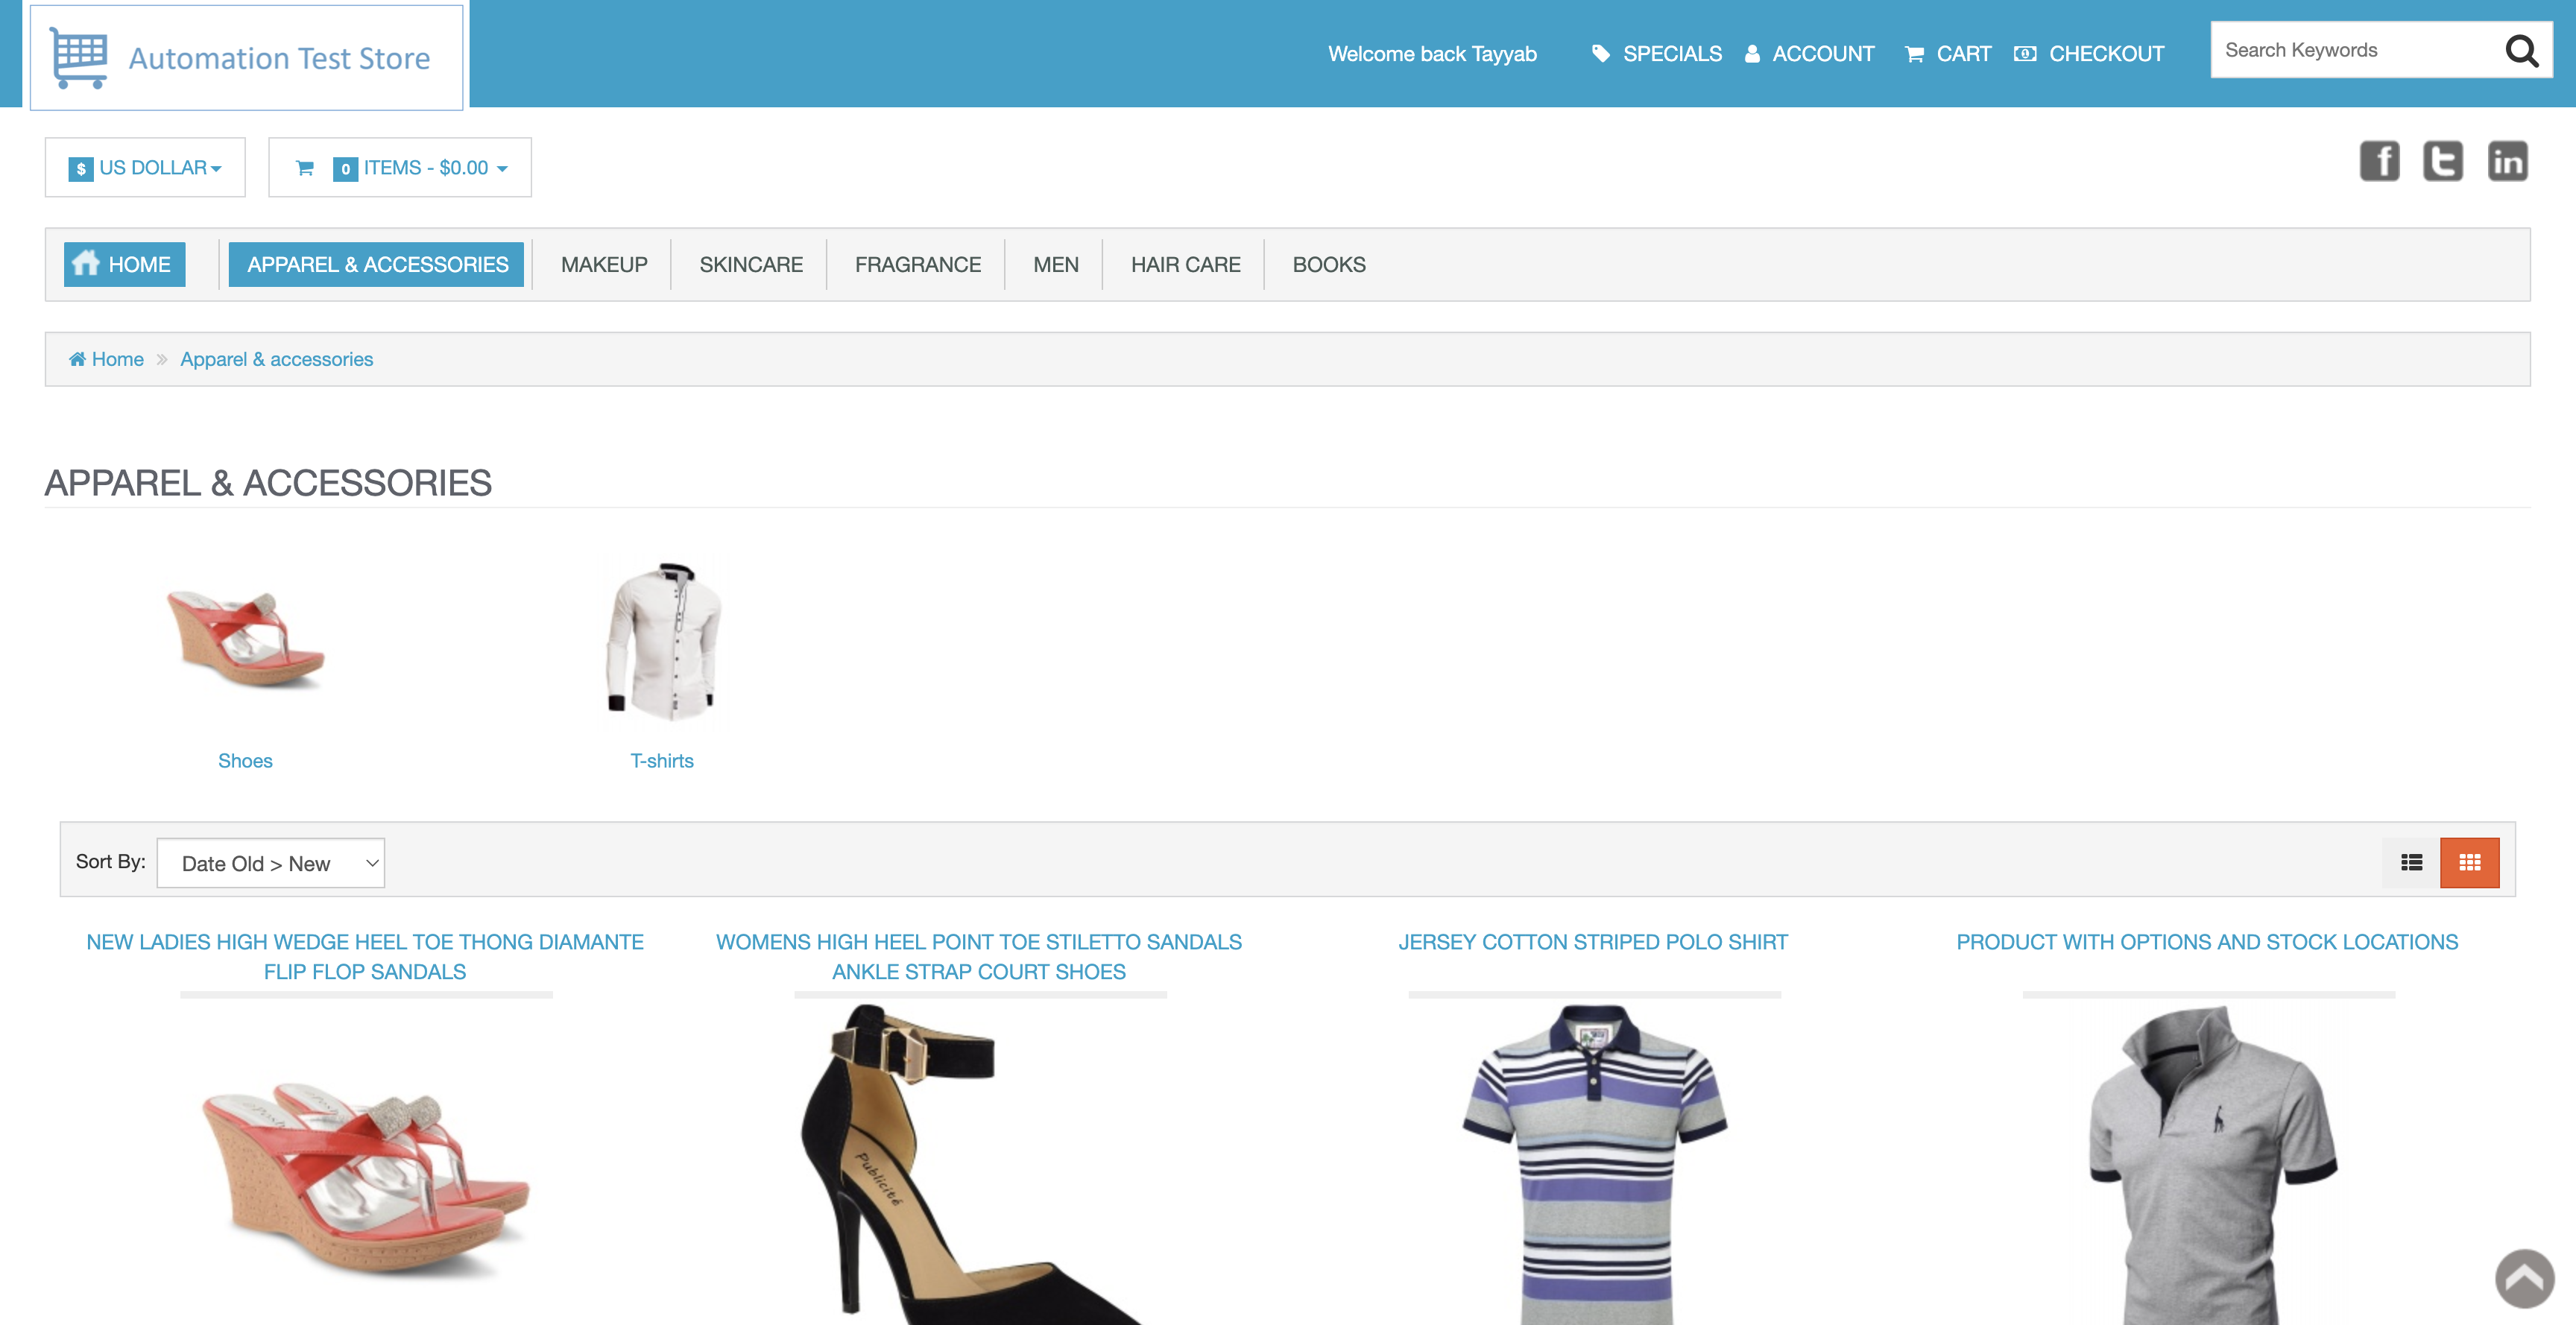 Automation Test Store
Welcome back Tayyab
SPECIALS
ACCOUNT
CART
CHECKOUT
Search Keywords
$ US DOLLAR
0 ITEMS - $0.00
HOME
APPAREL & ACCESSORIES
MAKEUP
SKINCARE
FRAGRANCE
MEN
HAIR CARE
BOOKS
Home » Apparel & accessories
APPAREL & ACCESSORIES
Shoes
T-shirts
Sort By:
Date Old > New
NEW LADIES HIGH WEDGE HEEL TOE THONG DIAMANTE
FLIP FLOP SANDALS
WOMENS HIGH HEEL POINT TOE STILETTO SANDALS
ANKLE STRAP COURT SHOES
JERSEY COTTON STRIPED POLO SHIRT
PRODUCT WITH OPTIONS AND STOCK LOCATIONS
Publicité